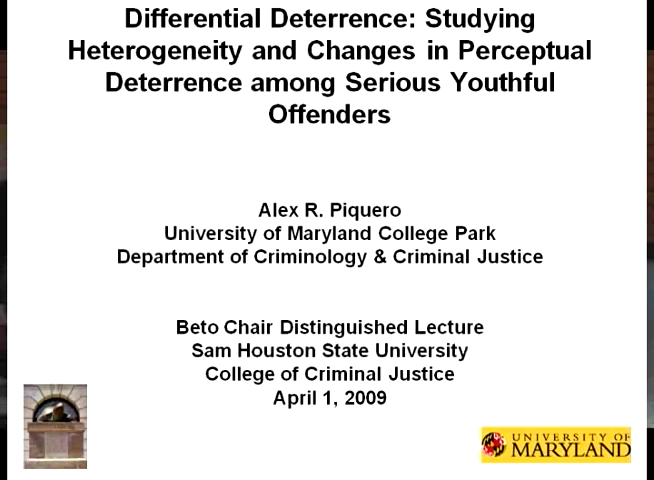 Differential Deterrence: Studying
Heterogeneity and Changes in Perceptual
Deterrence among Serious Youthful
Offenders
Alex R. Piquero
University of Maryland College Park
Department of Criminology & Criminal Justice
Beto Chair Distinguished Lecture
Sam Houston State University
College of Criminal Justice
April 1, 2009
UNIVERSITY OF
MARYLAND